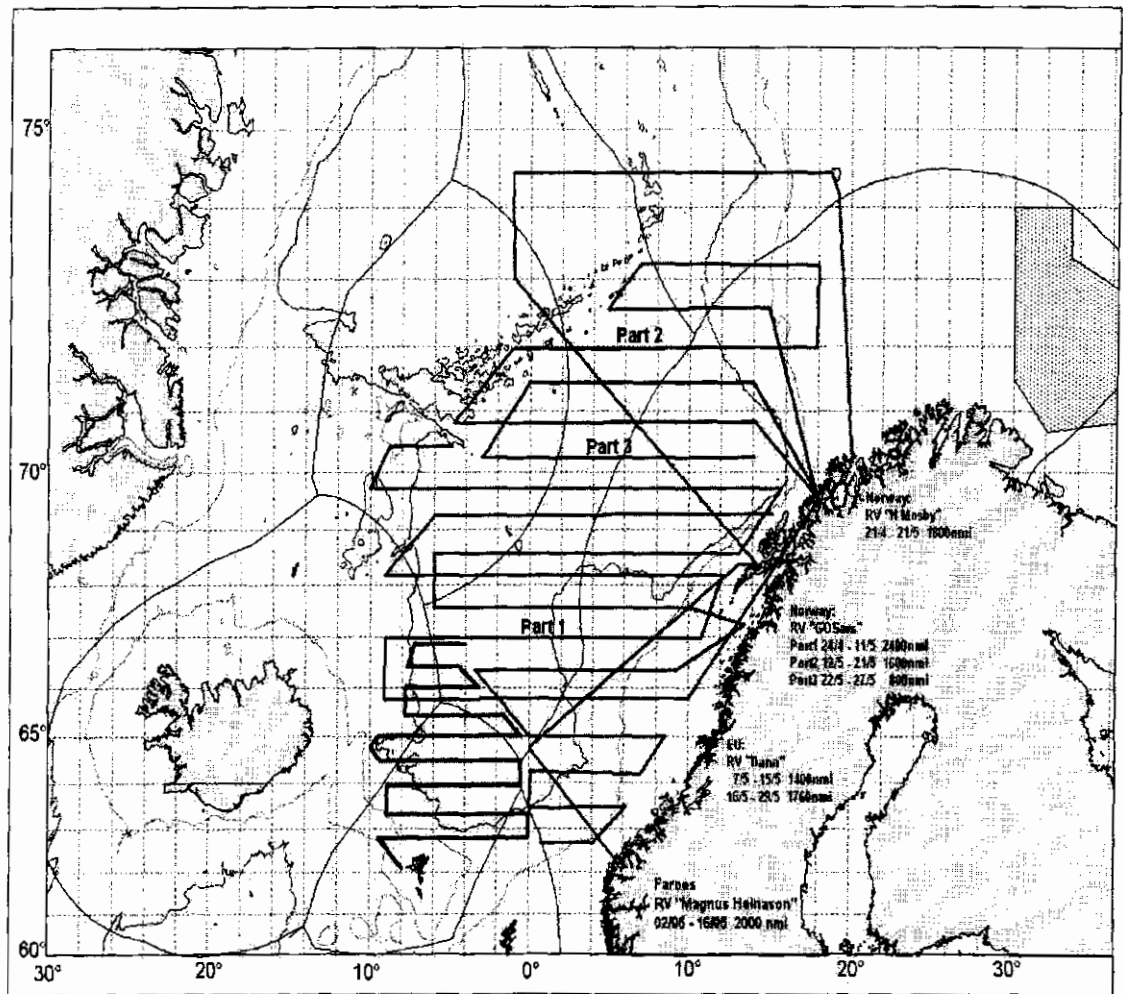 75°
Part 2
70°
Part 3
Norway:
RV "H Mosby"
21/4 - 21/5 1800nmi
Norway:
RV "GOSars"
Part1 24/4 - 11/5 2400nmi
Part2 12/5 - 21/5 1600nmi
Part3 22/5 - 27/5 800nmi
Part 1
65°
EU:
RV "Dana"
7/5 - 15/5 1400nmi
16/5 - 29/5 1760nmi
Faroes
RV "Magnus Heinason"
02/05 - 16/05 2000 nmi
60°
30° 20° 10° 0° 10° 20° 30°